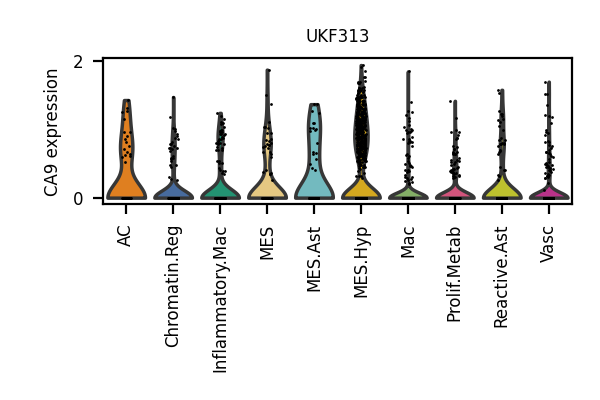 UKF313
CA9 expression
2
0
AC
Chromatin.Reg
Inflammatory.Mac
MES
MES.Ast
MES.Hyp
Mac
Prolif.Metab
Reactive.Ast
Vasc